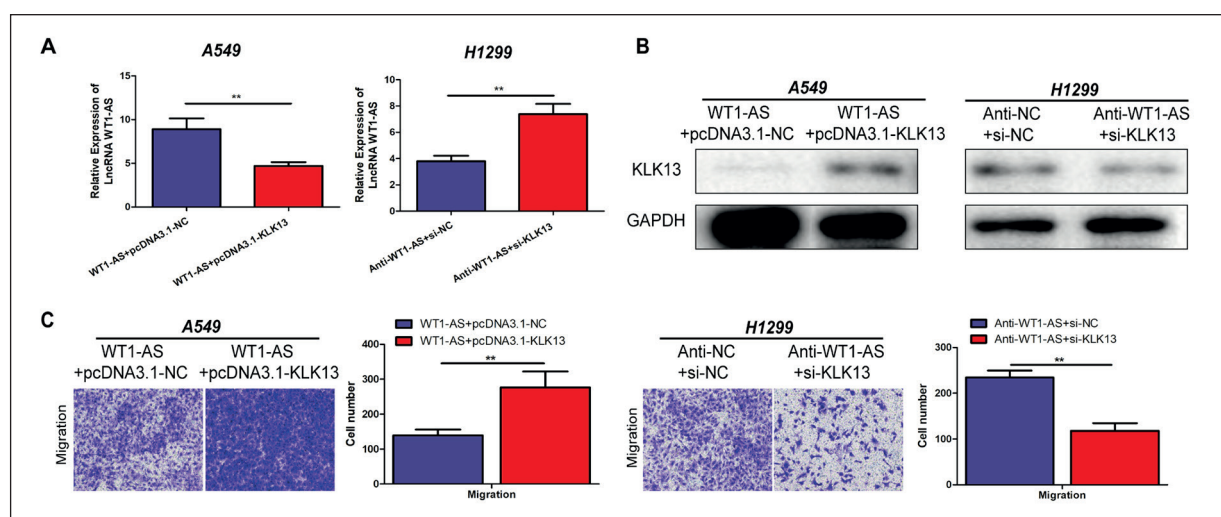 A
A549
Relative Expression of
LncRNA WT1-AS
15
10
5
0
**
WT1-AS+pcDNA3.1-NC
WT1-AS+pcDNA3.1-KLK13
H1299
Relative Expression of
LncRNA WT1-AS
8
6
4
2
0
**
Anti-WT1-AS+si-NC
Anti-WT1-AS+si-KLK13
B
A549
WT1-AS
+pcDNA3.1-NC
WT1-AS
+pcDNA3.1-KLK13
H1299
Anti-NC
+si-NC
Anti-WT1-AS
+si-KLK13
KLK13
GAPDH
C
A549
WT1-AS
+pcDNA3.1-NC
WT1-AS
+pcDNA3.1-KLK13
Migration
WT1-AS+pcDNA3.1-NC
WT1-AS+pcDNA3.1-KLK13
Cell number
400
300
200
100
0
**
Migration
H1299
Anti-NC
+si-NC
Anti-WT1-AS
+si-KLK13
Migration
Anti-WT1-AS+si-NC
Anti-WT1-AS+si-KLK13
Cell number
300
200
100
0
**
Migration